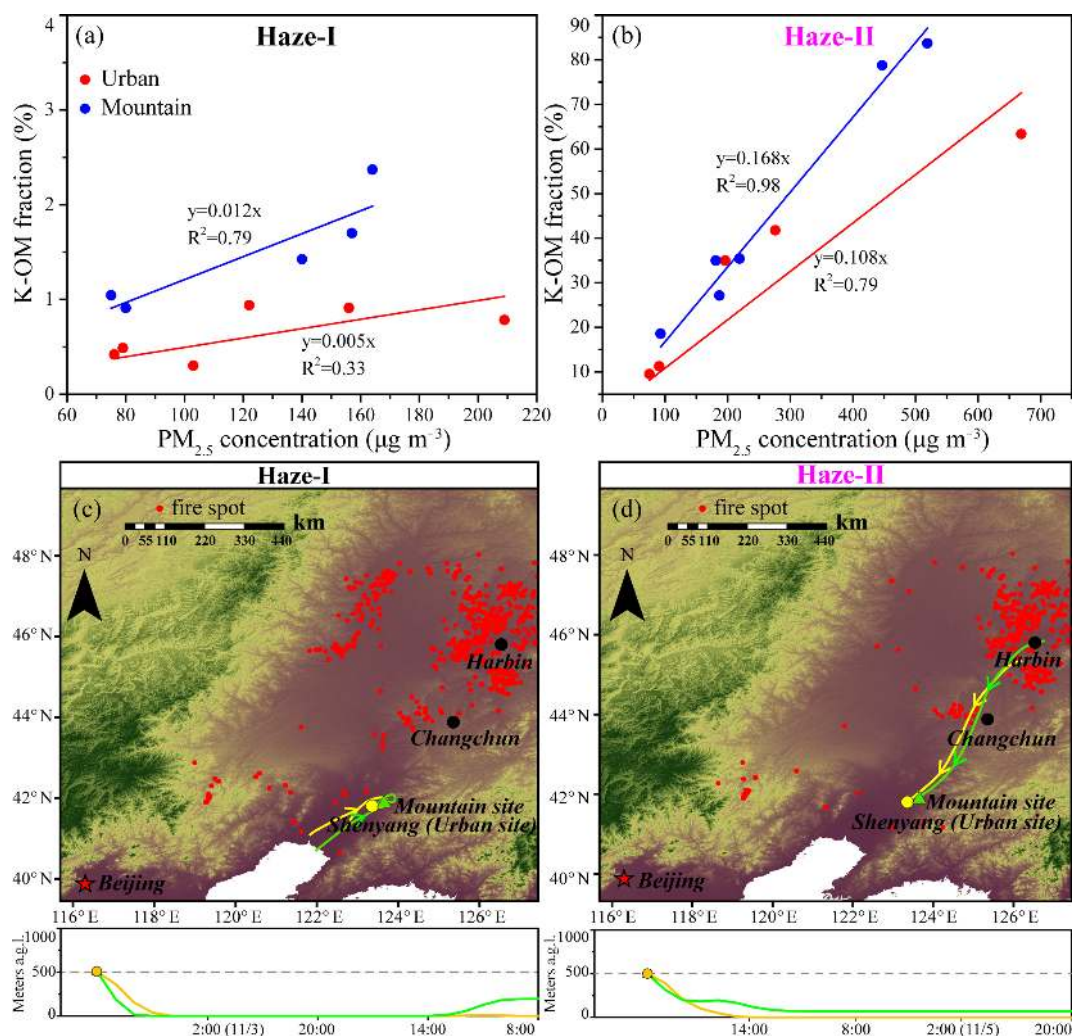 (a) Haze-I
Urban
Mountain
y=0.012x
R²=0.79
y=0.005x
R²=0.33
K-OM fraction (%)
0 1 2 3 4
60 80 100 120 140 160 180 200 220
PM2.5 concentration (µg m⁻³)
(b) Haze-II
y=0.168x
R²=0.98
y=0.108x
R²=0.79
K-OM fraction (%)
10 20 30 40 50 60 70 80 90
0 100 200 300 400 500 600 700
PM2.5 concentration (µg m⁻³)
Haze-I
(c) fire spot
km
0 55 110 220 330 440
N
48° N
46° N
44° N
42° N
40° N
Harbin
Changchun
Mountain site
Shenyang (Urban site)
Beijing
116° E 118° E 120° E 122° E 124° E 126° E
Haze-II
(d) fire spot
km
0 55 110 220 330 440
N
48° N
46° N
44° N
42° N
40° N
Harbin
Changchun
Mountain site
Shenyang (Urban site)
Beijing
116° E 118° E 120° E 122° E 124° E 126° E
Meters a.g.l.
1000
500
0
2:00 (11/3) 20:00 14:00 8:00
Meters a.g.l.
1000
500
0
14:00 8:00 2:00 (11/5) 20:00